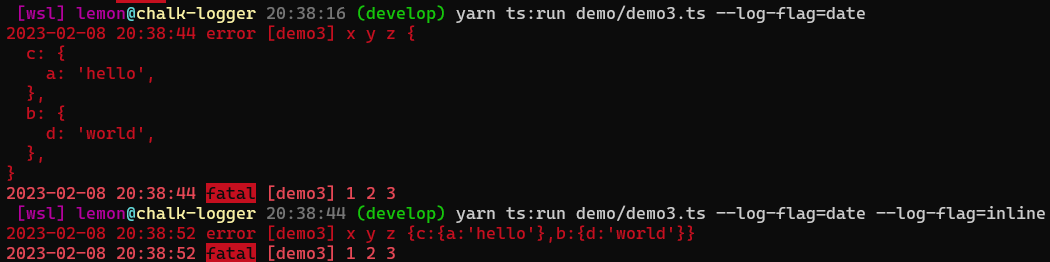 [wsl] lemon@chalk-logger 20:38:16 (develop) yarn ts:run demo/demo3.ts --log-flag=date
2023-02-08 20:38:44 error [demo3] x y z {
  c: {
    a: 'hello',
  },
  b: {
    d: 'world',
  },
}
2023-02-08 20:38:44 fatal [demo3] 1 2 3
[wsl] lemon@chalk-logger 20:38:44 (develop) yarn ts:run demo/demo3.ts --log-flag=date --log-flag=inline
2023-02-08 20:38:52 error [demo3] x y z {c:{a:'hello'},b:{d:'world'}}
2023-02-08 20:38:52 fatal [demo3] 1 2 3